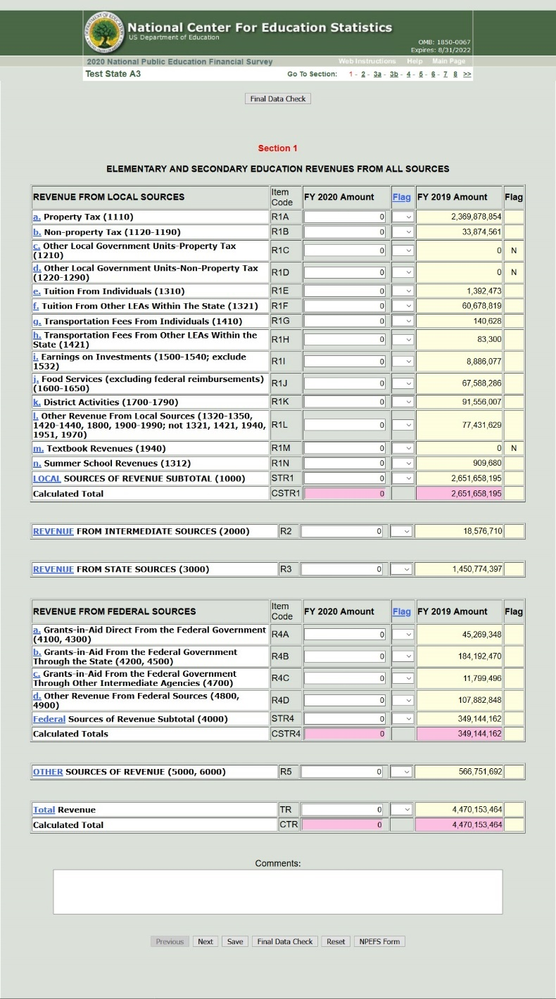 DEPARTMENT OF EDUCATION
National Center For Education Statistics
US Department of Education
OMB: 1850-0067
Expires: 8/31/2022
2020 National Public Education Financial Survey Web Instructions Help Main Page
Test State A3 Go To Section: 1 - 2 - 3a - 3b - 4 - 5 - 6 - 7 8 >>
Final Data Check
Section 1
ELEMENTARY AND SECONDARY EDUCATION REVENUES FROM ALL SOURCES
REVENUE FROM LOCAL SOURCES Item Code FY 2020 Amount Flag FY 2019 Amount Flag
a. Property Tax (1110) R1A 0 2,369,878,854
b. Non-property Tax (1120-1190) R1B 0 33,874,561
c. Other Local Government Units-Property Tax
(1210) R1C 0 0 N
d. Other Local Government Units-Non-Property Tax
(1220-1290) R1D 0 0 N
e. Tuition From Individuals (1310) R1E 0 1,392,473
f. Tuition From Other LEAs Within The State (1321) R1F 0 60,678,819
g. Transportation Fees From Individuals (1410) R1G 0 140,628
h. Transportation Fees From Other LEAs Within the
State (1421) R1H 0 83,300
i. Earnings on Investments (1500-1540; exclude
1532) R1I 0 8,886,077
j. Food Services (excluding federal reimbursements)
(1600-1650) R1J 0 67,588,286
k. District Activities (1700-1790) R1K 0 91,556,007
l. Other Revenue From Local Sources (1320-1350,
1420-1440, 1800, 1900-1990; not 1321, 1421, 1940,
1951, 1970) R1L 0 77,431,629
m. Textbook Revenues (1940) R1M 0 0 N
n. Summer School Revenues (1312) R1N 0 909,680
LOCAL SOURCES OF REVENUE SUBTOTAL (1000) STR1 0 2,651,658,195
Calculated Total CSTR1 0 2,651,658,195
REVENUE FROM INTERMEDIATE SOURCES (2000) R2 0 18,576,710
REVENUE FROM STATE SOURCES (3000) R3 0 1,450,774,397
REVENUE FROM FEDERAL SOURCES Item Code FY 2020 Amount Flag FY 2019 Amount Flag
a. Grants-in-Aid Direct From the Federal Government
(4100, 4300) R4A 0 45,269,348
b. Grants-in-Aid From the Federal Government
Through the State (4200, 4500) R4B 0 184,192,470
c. Grants-in-Aid From the Federal Government
Through Other Intermediate Agencies (4700) R4C 0 11,799,496
d. Other Revenue From Federal Sources (4800,
4900) R4D 0 107,882,848
Federal Sources of Revenue Subtotal (4000) STR4 0 349,144,162
Calculated Totals CSTR4 0 349,144,162
OTHER SOURCES OF REVENUE (5000, 6000) R5 0 566,751,692
Total Revenue TR 0 4,470,153,464
Calculated Total CTR 0 4,470,153,464
Comments:
Previous Next Save Final Data Check Reset NPEFS Form